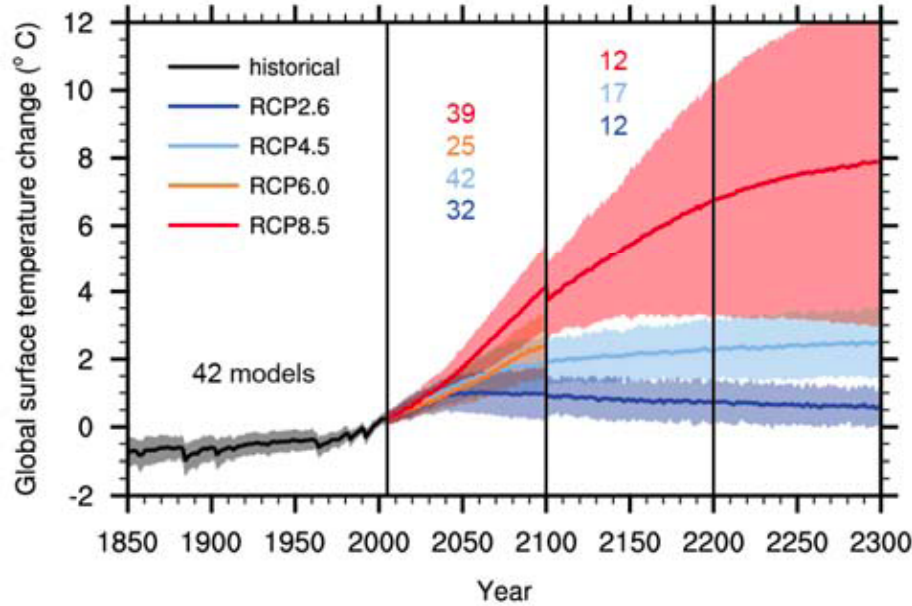 Global surface temperature change (° C)
12
10
8
6
4
2
0
-2
historical
RCP2.6
RCP4.5
RCP6.0
RCP8.5
39
25
42
32
12
17
12
42 models
1850 1900 1950 2000 2050 2100 2150 2200 2250 2300
Year